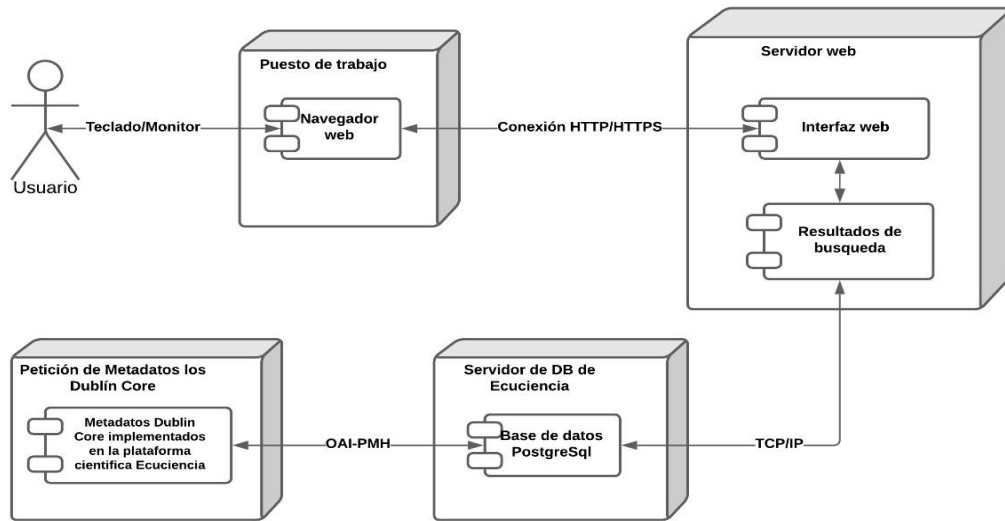 Puesto de trabajo
Servidor web
Teclado/Monitor
Navegador
web
Conexión HTTP/HTTPS
Interfaz web
Usuario
Resultados de
busqueda
Petición de Metadatos los
Dublín Core
Servidor de DB de
Ecuciencia
Metadatos Dublin
Core implementados
en la plataforma
cientifica Ecuciencia
OAI-PMH
Base de datos
PostgreSql
TCP/IP